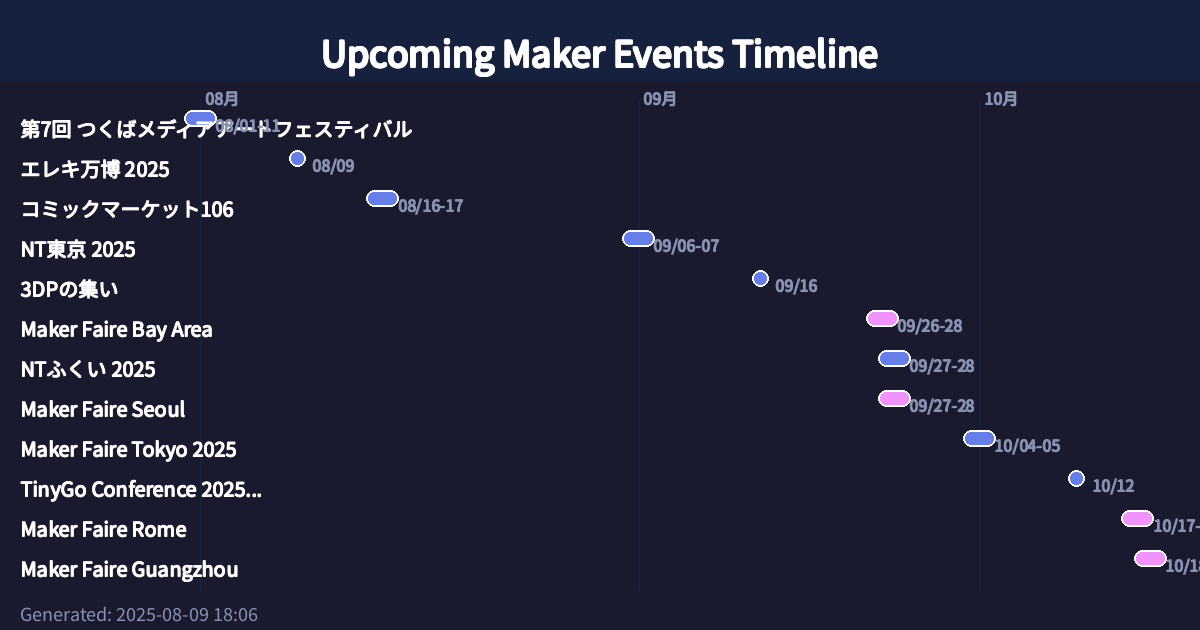 Upcoming Maker Events Timeline
08月 09月 10月
第7回 つくばメディアアートフェスティバル 08/01-11
エレキ万博 2025 08/09
コミックマーケット106 08/16-17
NT東京 2025 09/06-07
3DPの集い 09/16
Maker Faire Bay Area 09/26-28
NTふくい 2025 09/27-28
Maker Faire Seoul 09/27-28
Maker Faire Tokyo 2025 10/04-05
TinyGo Conference 2025... 10/12
Maker Faire Rome 10/17-
Maker Faire Guangzhou 10/18
Generated: 2025-08-09 18:06